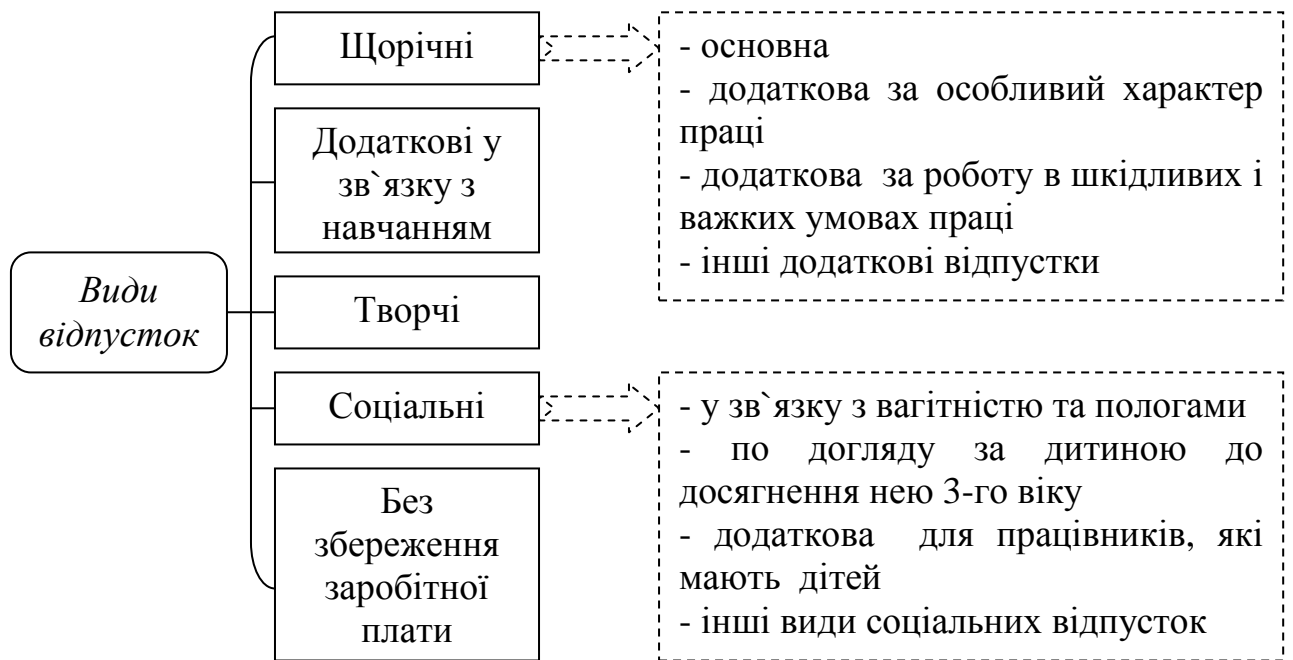 Види
відпусток
Щорічні
Додаткові у
зв`язку з
навчанням
Творчі
Соціальні
Без
збереження
заробітної
плати
- основна
- додаткова за особливий характер
праці
- додаткова за роботу в шкідливих і
важких умовах праці
- інші додаткові відпустки
- у зв`язку з вагітністю та пологами
- по догляду за дитиною до
досягнення нею 3-го віку
- додаткова для працівників, які
мають дітей
- інші види соціальних відпусток